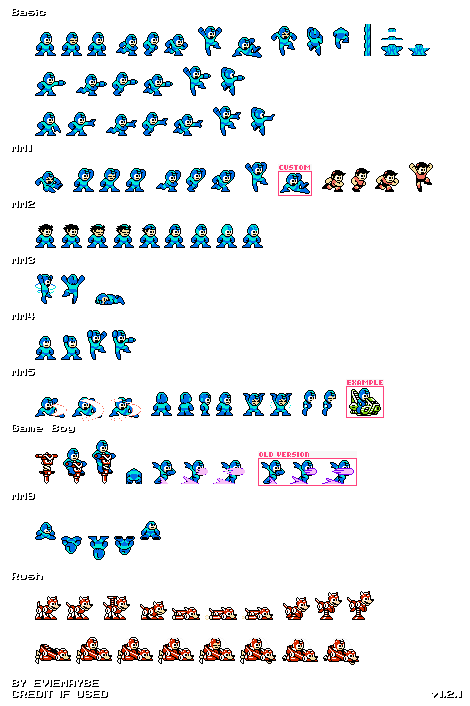 Basic
MM1
CUSTOM
MM2
MM3
MM4
MM5
EXAMPLE
Game Boy
OLD VERSION
MM9
Rush
BY EVIEMAYBE
CREDIT IF USED
v1.2.1